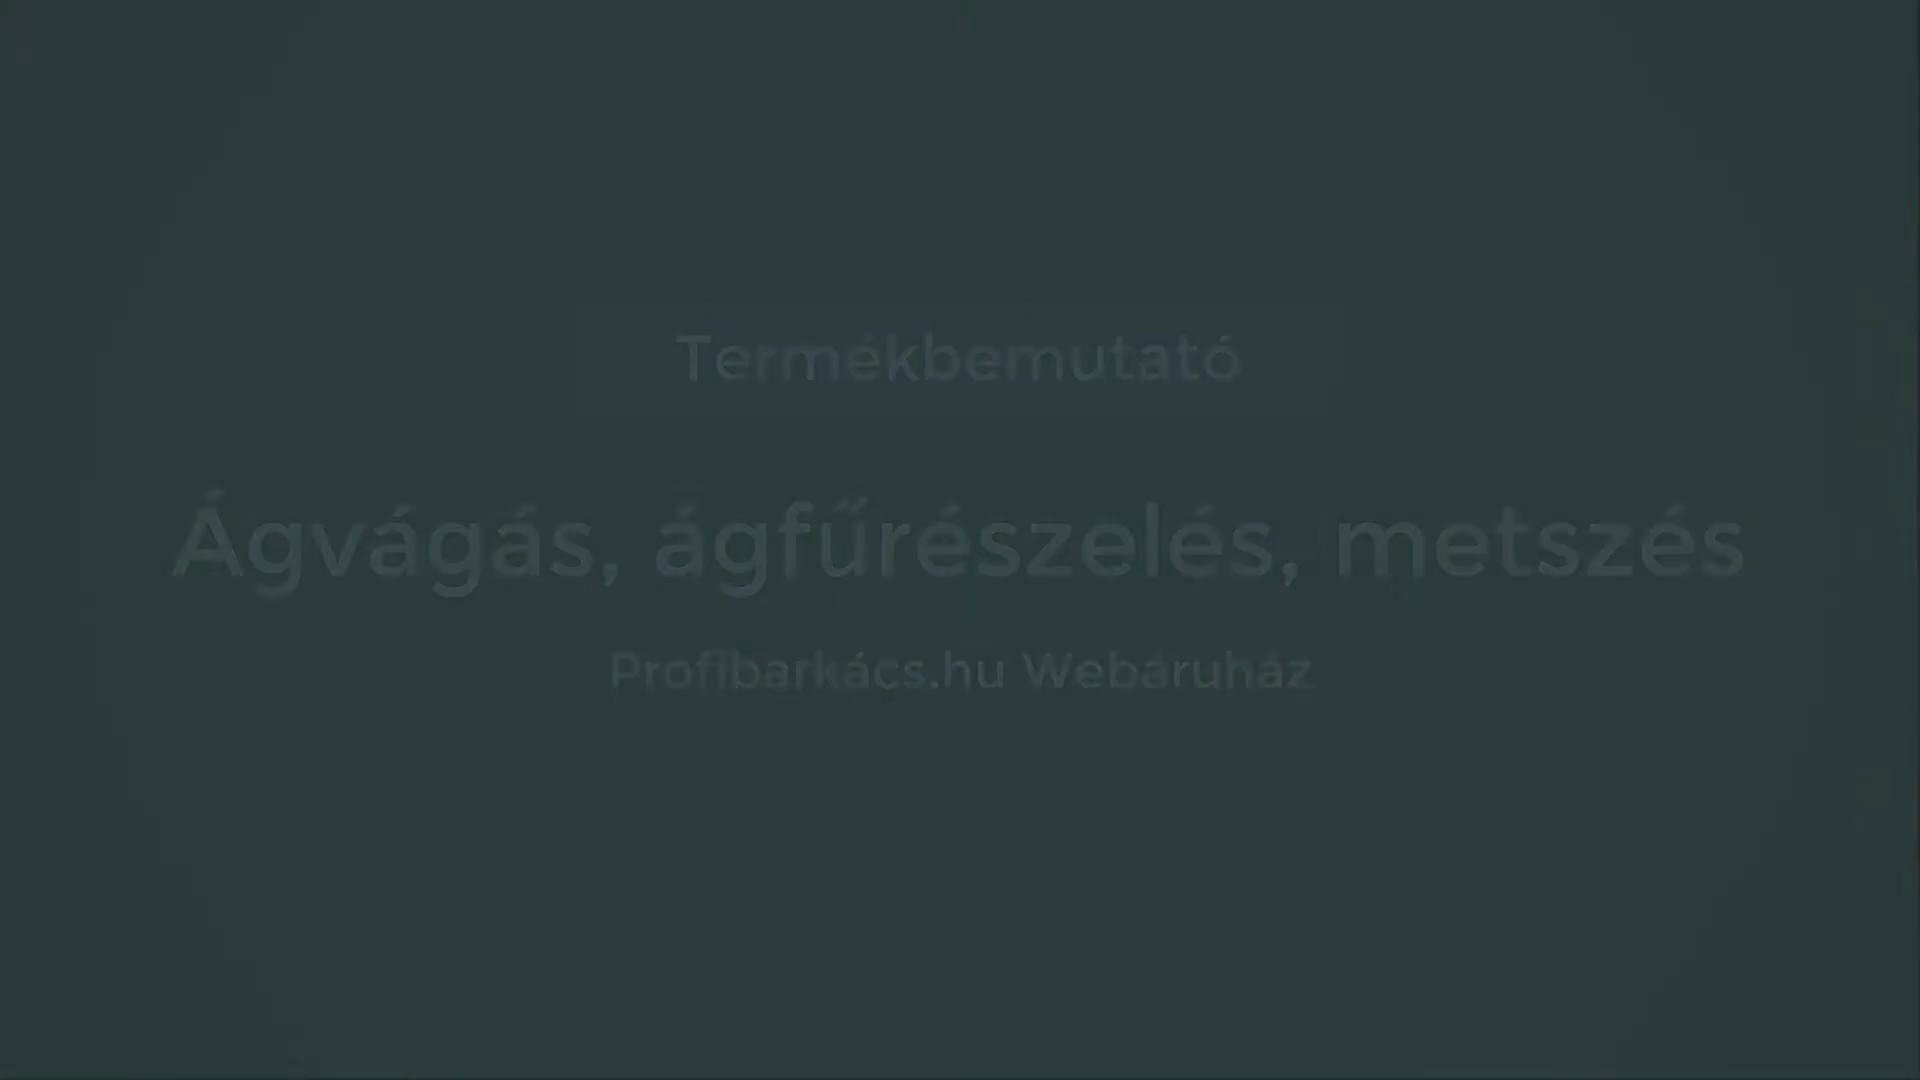 Termékbemutató
Ágvágás, ágfűrészelés, metszés
Profibarkács.hu Webáruház